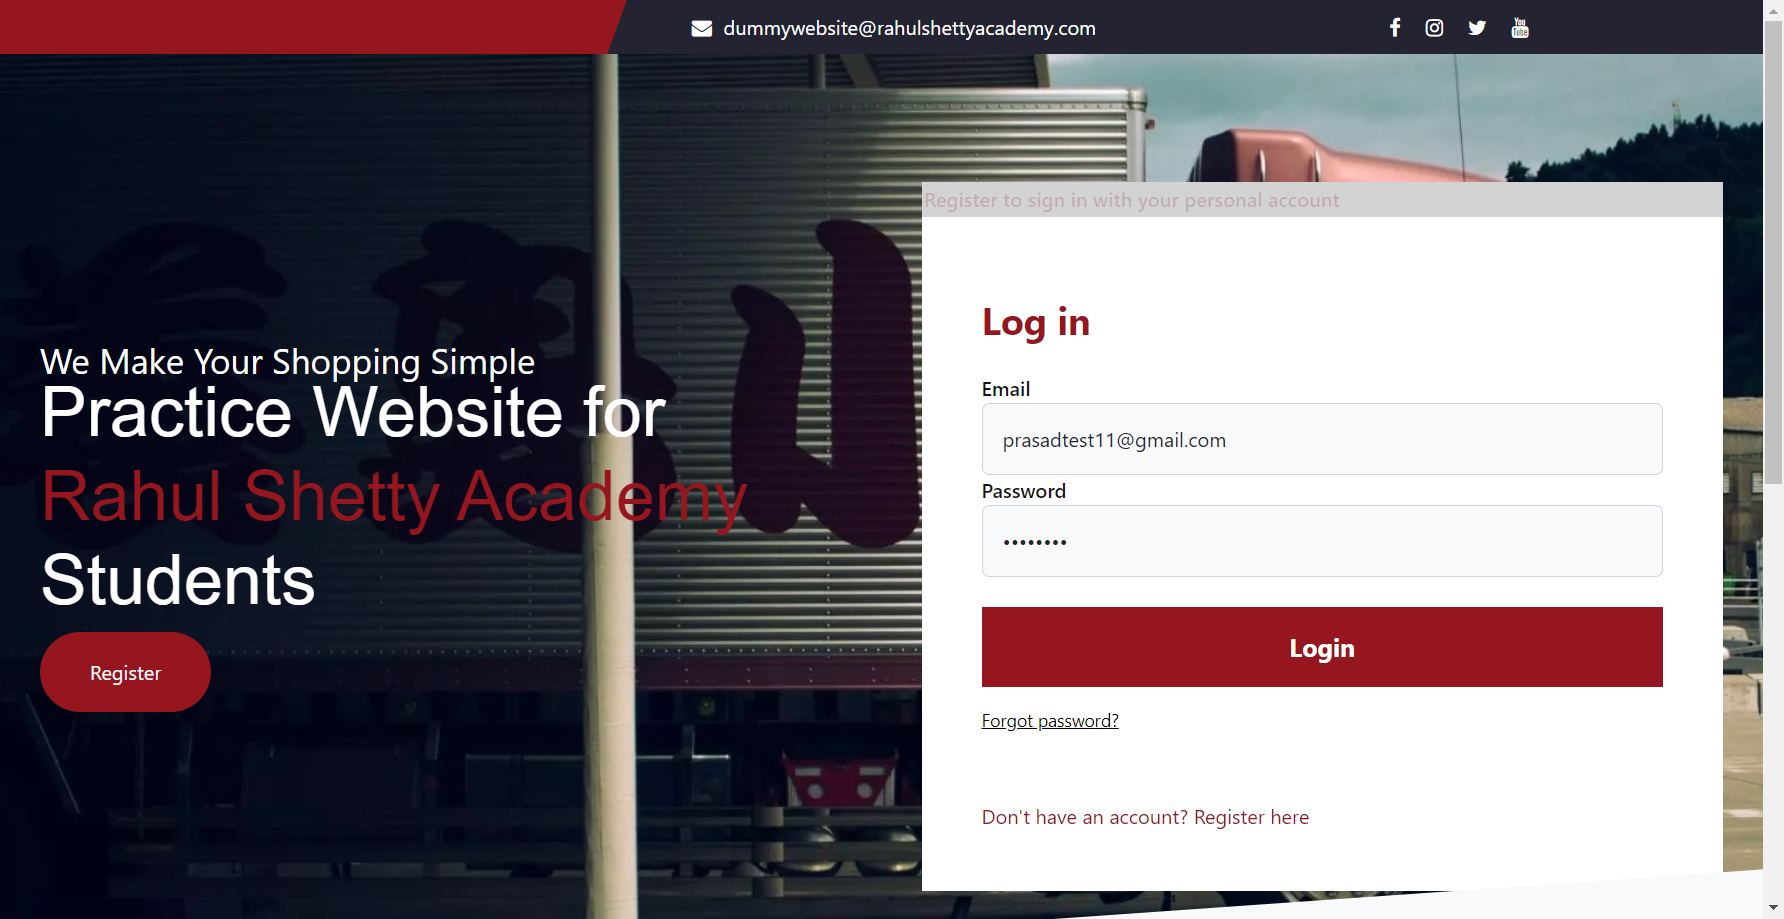 dummywebsite@rahulshettyacademy.com
Register to sign in with your personal account
We Make Your Shopping Simple
Practice Website for
Rahul Shetty Academy
Students
Register
Log in
Email
prasadtest11@gmail.com
Password
••••••••
Login
Forgot password?
Don't have an account? Register here